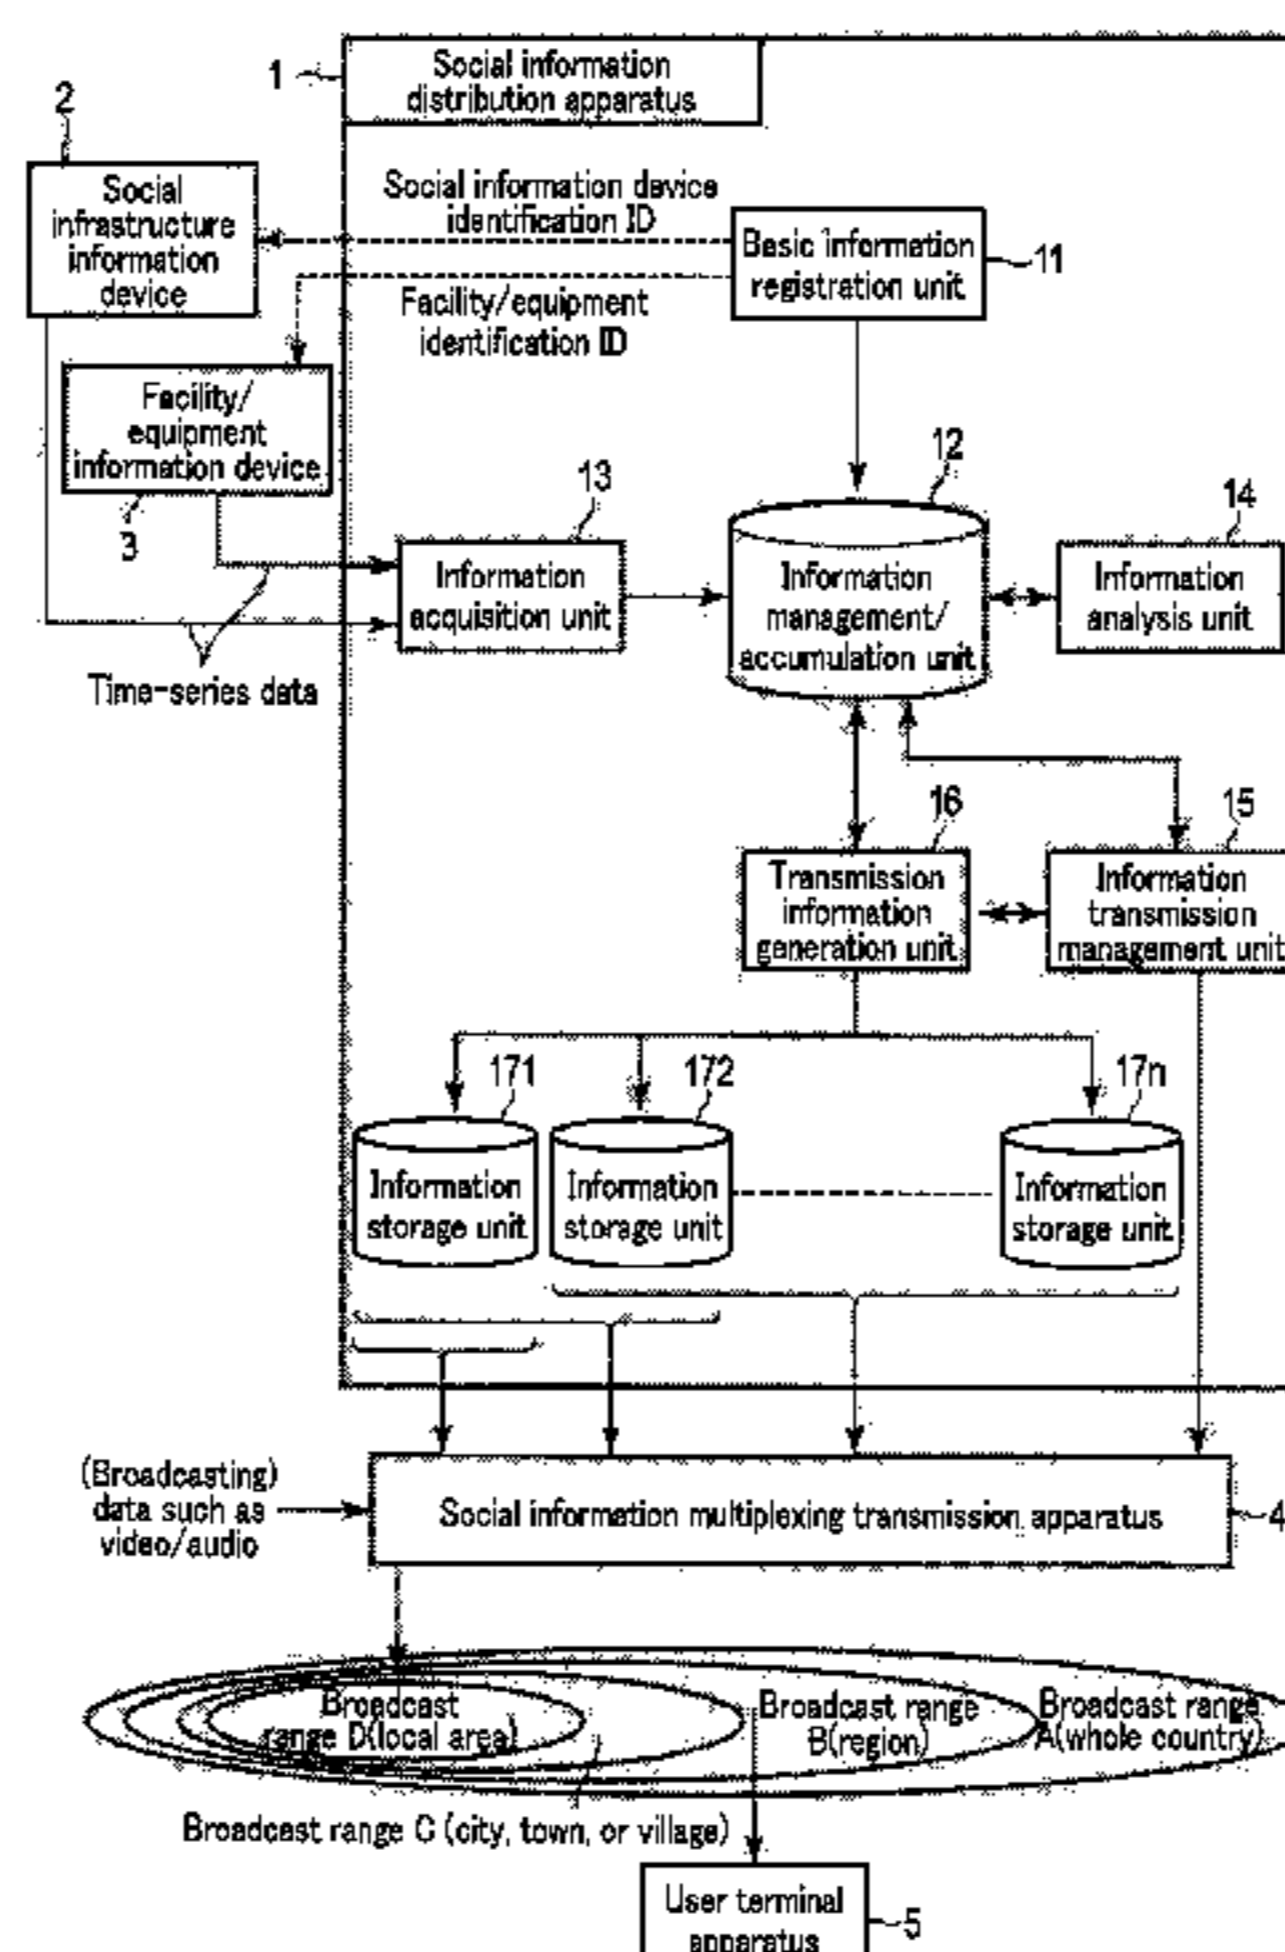 1
Social information
distribution apparatus
2
Social
infrastructure
information
device
Social information device
identification ID
Basic information
registration unit
11
Facility/equipment
identification ID
Facility/
equipment
information device
3
13
Information
acquisition unit
12
Information
management/
accumulation unit
14
Information
analysis unit
Time-series data
16
Transmission
information
generation unit
15
Information
transmission
management unit
171
Information
storage unit
172
Information
storage unit
17n
Information
storage unit
(Broadcasting)
data such as
video/audio
Social information multiplexing transmission apparatus
4
Broadcast
range D(local area)
Broadcast range
B(region)
Broadcast range
A(whole country)
Broadcast range C (city, town, or village)
User terminal
apparatus
5